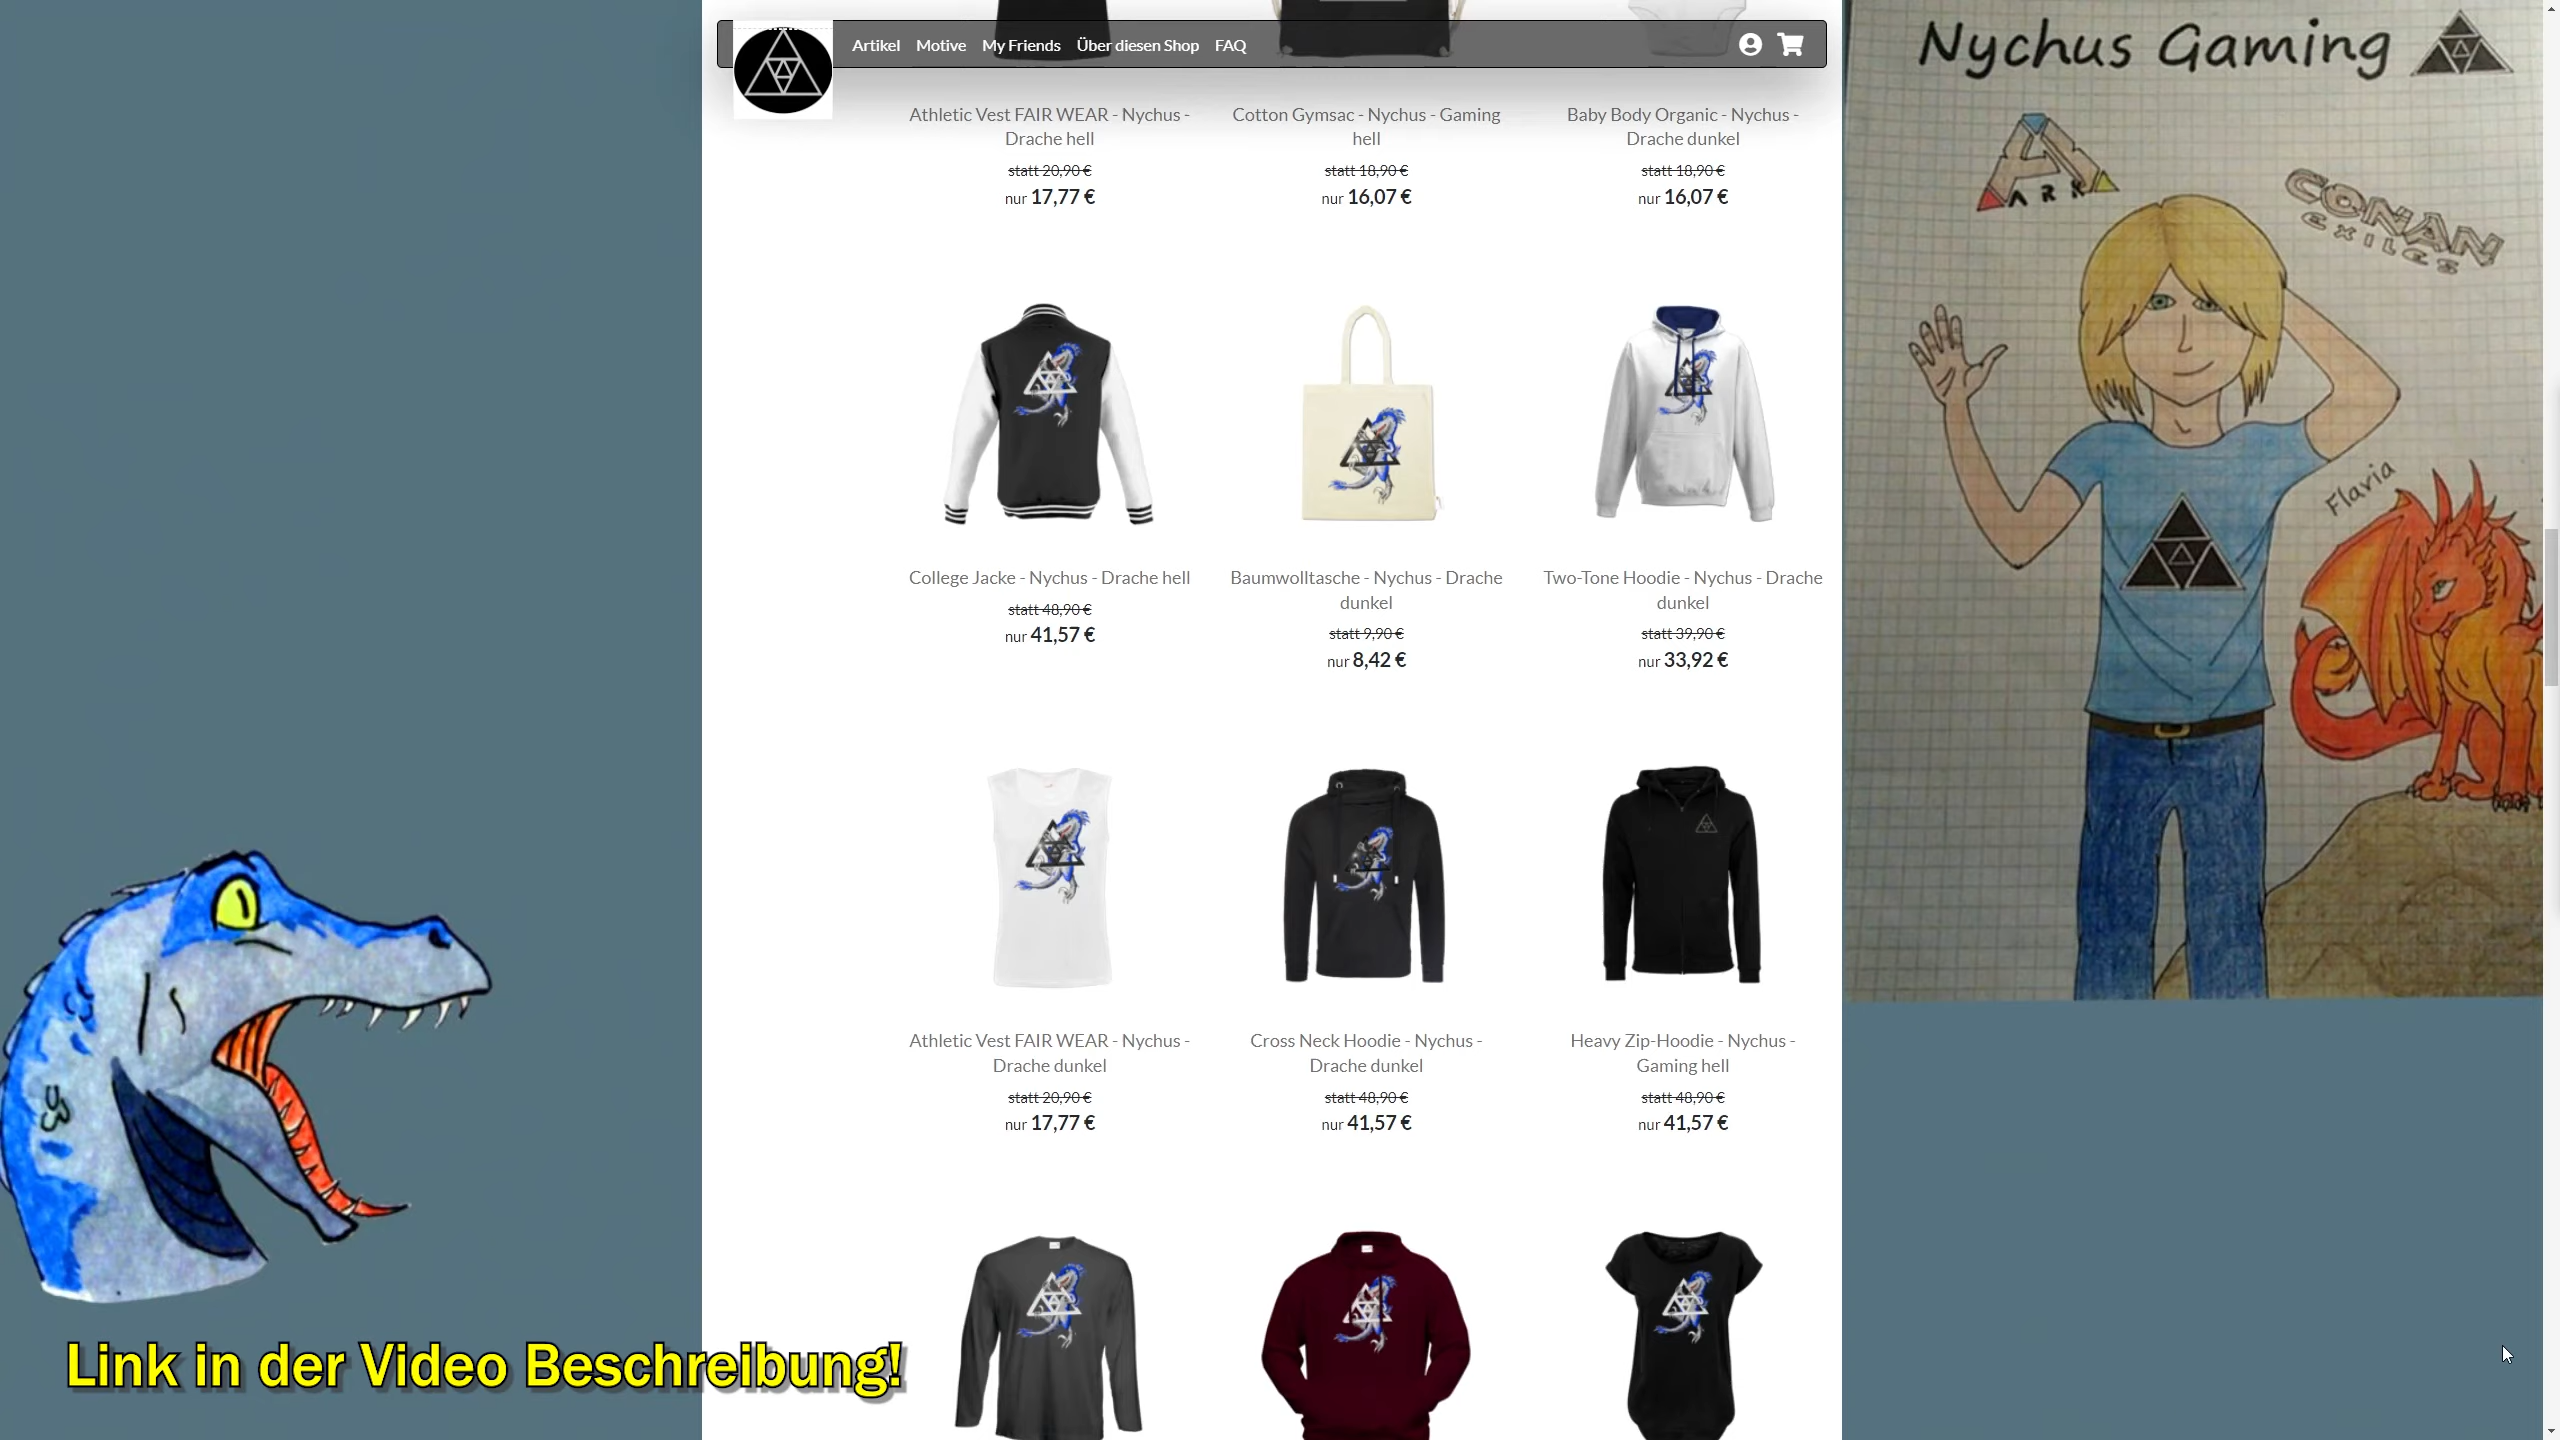 Artikel Motive My Friends Über diesen Shop FAQ
Athletic Vest FAIR WEAR - Nychus -
Drache hell
statt 20,90 €
nur 17,77 €
Cotton Gymsac - Nychus - Gaming
hell
statt 18,90 €
nur 16,07 €
Baby Body Organic - Nychus -
Drache dunkel
statt 18,90 €
nur 16,07 €
College Jacke - Nychus - Drache hell
statt 48,90 €
nur 41,57 €
Baumwolltasche - Nychus - Drache
dunkel
statt 9,90 €
nur 8,42 €
Two-Tone Hoodie - Nychus - Drache
dunkel
statt 39,90 €
nur 33,92 €
Athletic Vest FAIR WEAR - Nychus -
Drache dunkel
statt 20,90 €
nur 17,77 €
Cross Neck Hoodie - Nychus -
Drache dunkel
statt 48,90 €
nur 41,57 €
Heavy Zip-Hoodie - Nychus -
Gaming hell
statt 48,90 €
nur 41,57 €
Nychus Gaming
ARK
CONAN
EXILES
Flavia
Link in der Video Beschreibung!